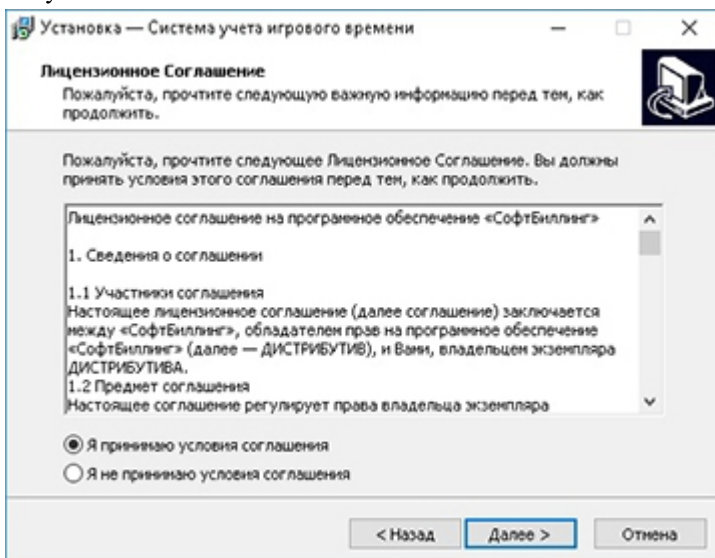 Установка — Система учета игрового времени
Лицензионное Соглашение
Пожалуйста, прочтите следующую важную информацию перед тем, как
продолжить.
Пожалуйста, прочтите следующее Лицензионное Соглашение. Вы должны
принять условия этого соглашения перед тем, как продолжить.
Лицензионное соглашение на программное обеспечение «СофтБиллинг»
1. Сведения о соглашении
1.1 Участники соглашения
Настоящее лицензионное соглашение (далее соглашение) заключается
между «СофтБиллинг», обладателем прав на программное обеспечение
«СофтБиллинг» (далее — ДИСТРИБУТИВ), и Вами, владельцем экземпляра
ДИСТРИБУТИВА.
1.2 Предмет соглашения
Настоящее соглашение регулирует права владельца экземпляра
Я принимаю условия соглашения
Я не принимаю условия соглашения
< Назад
Далее >
Отмена